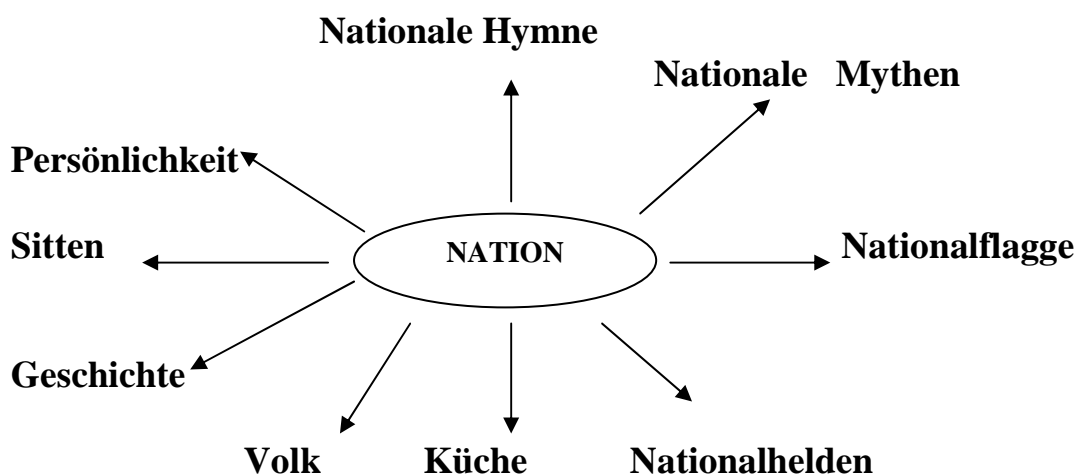 Nationale Hymne
Nationale Mythen
Persönlichkeit
Sitten
NATION
Nationalflagge
Geschichte
Volk
Küche
Nationalhelden